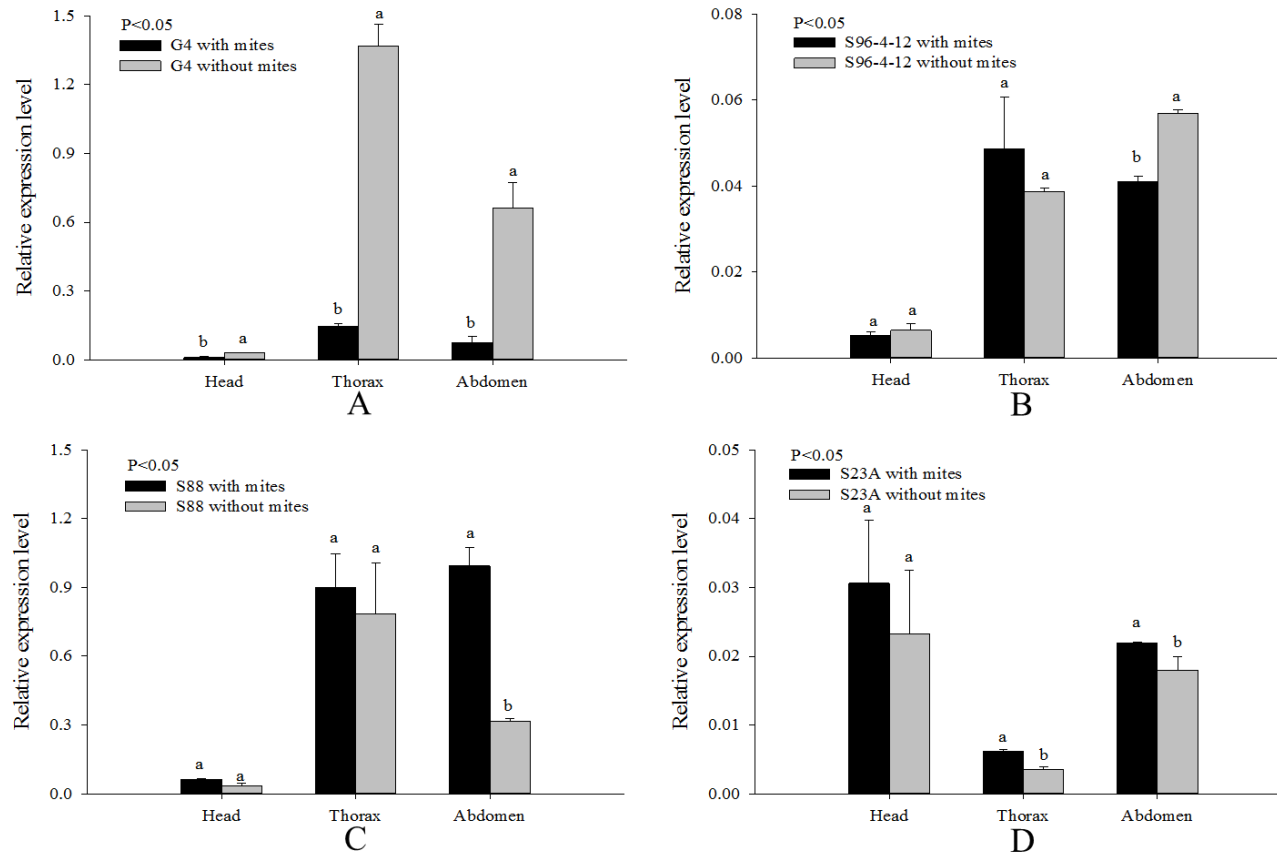 P<0.05
G4 with mites
G4 without mites
Relative expression level
1.5
1.2
0.9
0.6
0.3
0.0
b a
b a
b a
Head Thorax Abdomen
A
P<0.05
S96-4-12 with mites
S96-4-12 without mites
Relative expression level
0.08
0.06
0.04
0.02
0.00
a a
a a
b a
Head Thorax Abdomen
B
P<0.05
S88 with mites
S88 without mites
Relative expression level
1.5
1.2
0.9
0.6
0.3
0.0
a a
a a
a b
Head Thorax Abdomen
C
P<0.05
S23A with mites
S23A without mites
Relative expression level
0.05
0.04
0.03
0.02
0.01
0.00
a a
a b
a b
Head Thorax Abdomen
D